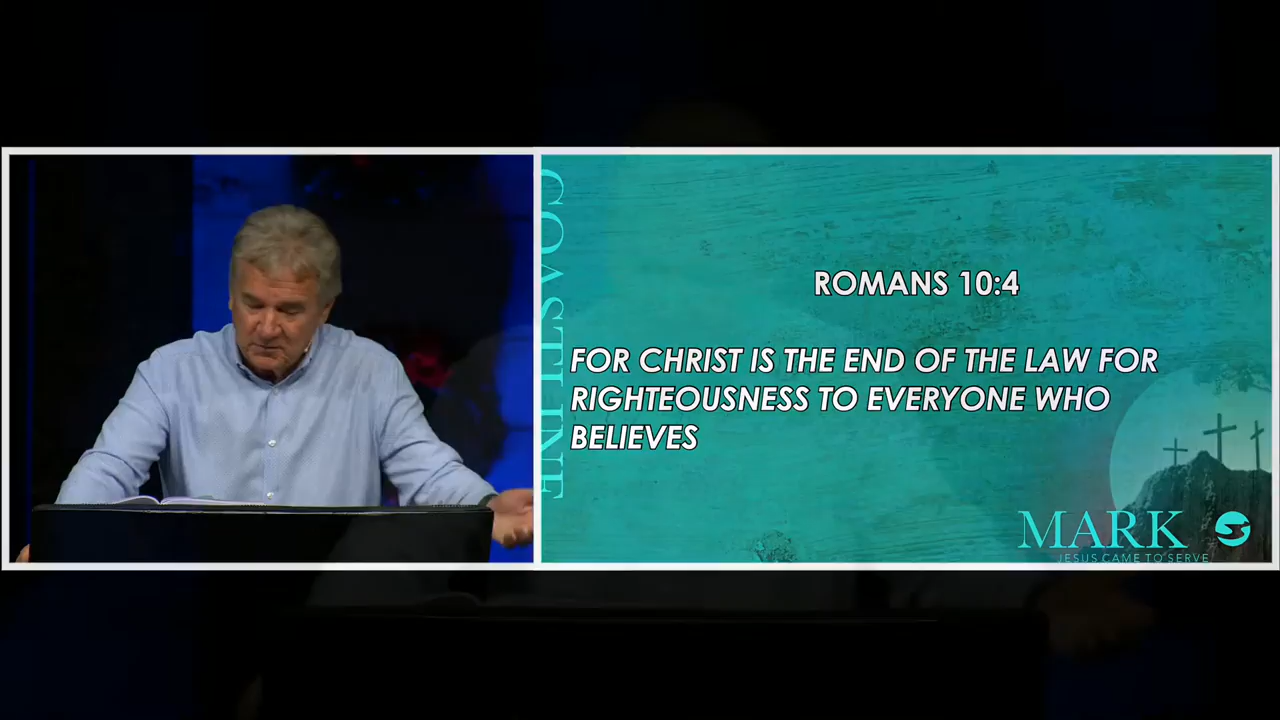 COASTLINE
ROMANS 10:4
FOR CHRIST IS THE END OF THE LAW FOR
RIGHTEOUSNESS TO EVERYONE WHO
BELIEVES
MARK
JESUS CAME TO SERVE